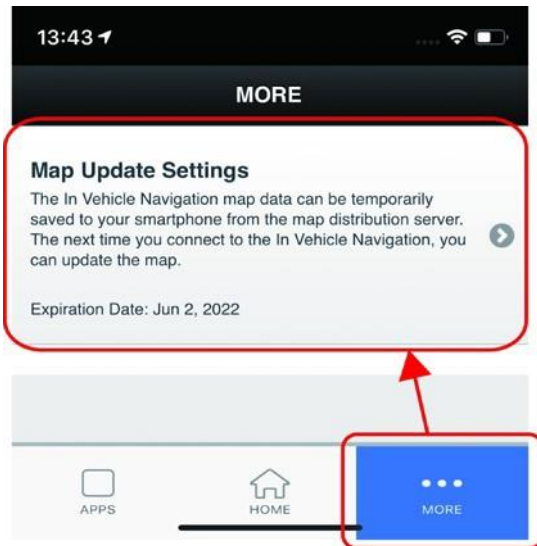 13:43
MORE
Map Update Settings
The In Vehicle Navigation map data can be temporarily
saved to your smartphone from the map distribution server.
The next time you connect to the In Vehicle Navigation, you
can update the map.
Expiration Date: Jun 2, 2022
APPS
HOME
MORE